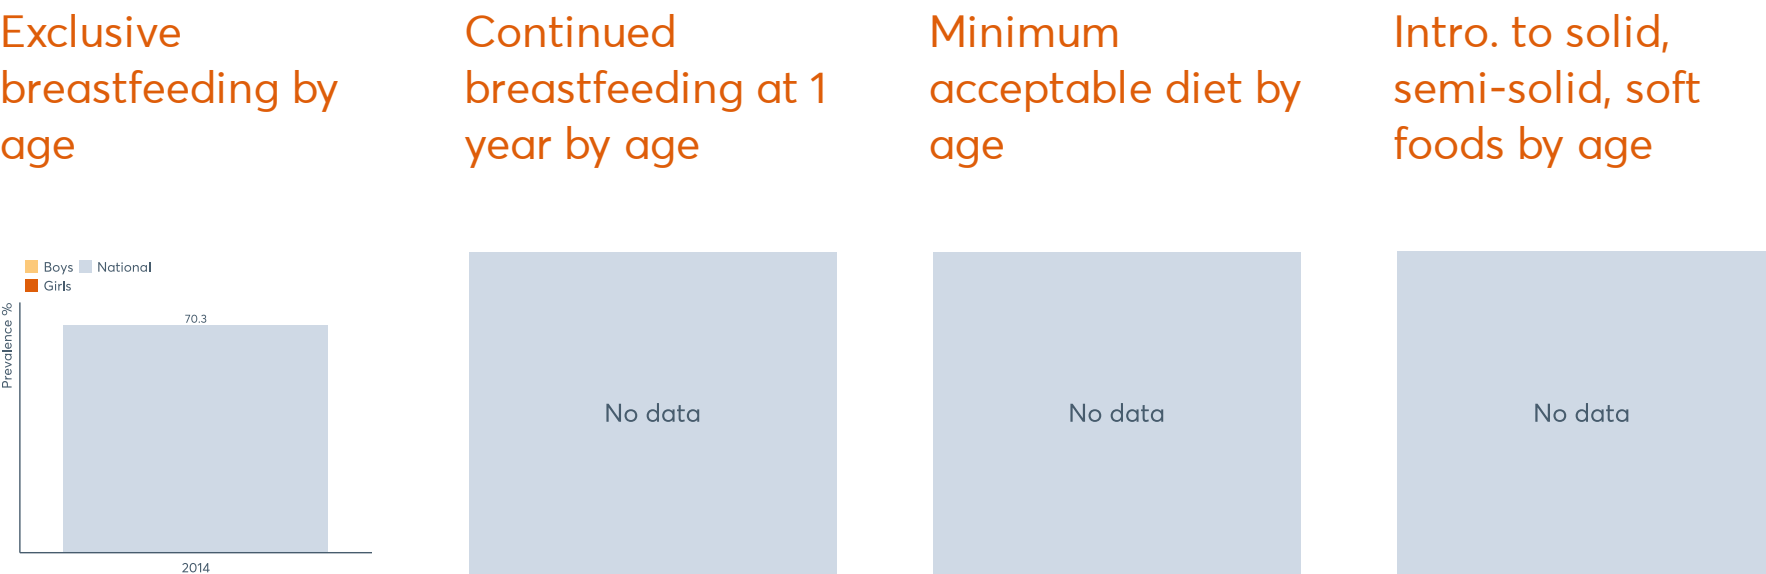 Exclusive
breastfeeding by
age
Boys
National
Girls
Prevalence %
70.3
2014
Continued
breastfeeding at 1
year by age
No data
Minimum
acceptable diet by
age
No data
Intro. to solid,
semi-solid, soft
foods by age
No data